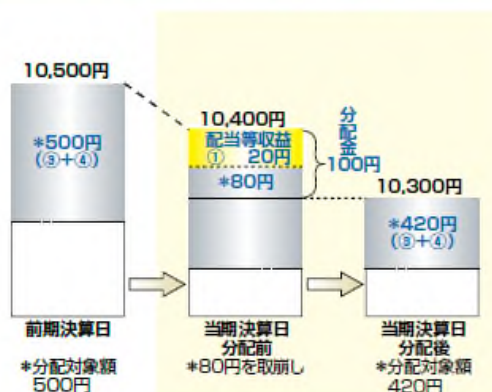 10,500円
*500円
(③+④)
前期決算日
*分配対象額
500円
10,400円
配当等収益
① 20円
*80円
分配金
100円
当期決算日
分配前
*80円を取崩し
10,300円
*420円
(③+④)
当期決算日
分配後
*分配対象額
420円